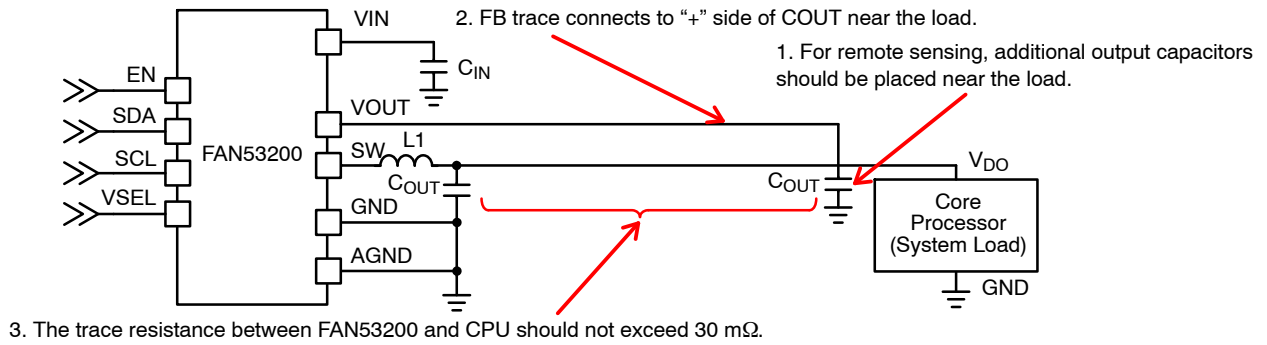 2. FB trace connects to “+” side of COUT near the load.
1. For remote sensing, additional output capacitors
should be placed near the load.
VIN
CIN
EN
SDA
SCL
VSEL
FAN53200
VOUT
SW
L1
COUT
GND
AGND
COUT
VDO
Core
Processor
(System Load)
GND
3. The trace resistance between FAN53200 and CPU should not exceed 30 mΩ.